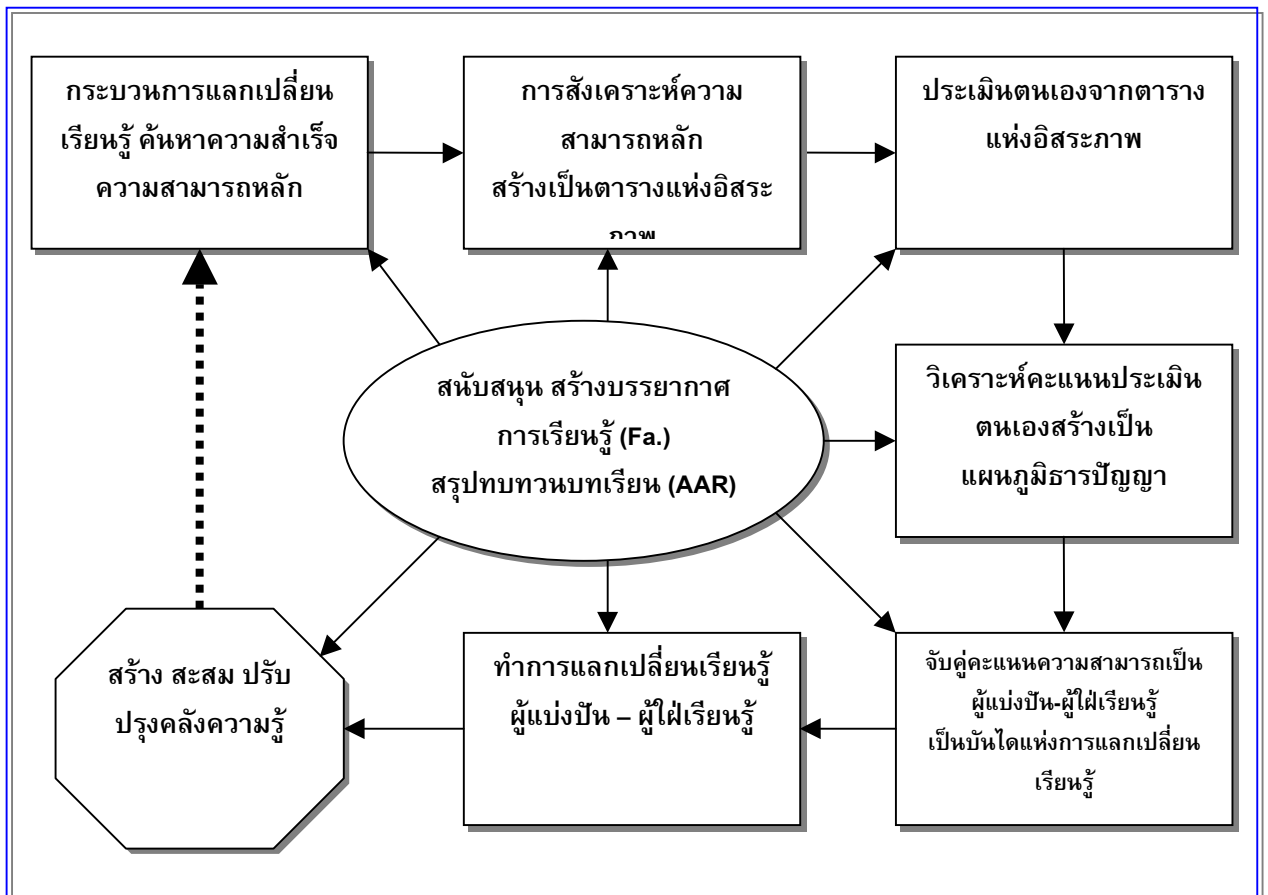 กระบวนการแลกเปลี่ยน
เรียนรู้ ค้นหาความสำเร็จ
ความสามารถหลัก
การสังเคราะห์ความ
สามารถหลัก
สร้างเป็นตารางแห่งอิสระ
ภาพ
ประเมินตนเองจากตาราง
แห่งอิสระภาพ
สนับสนุน สร้างบรรยากาศ
การเรียนรู้ (Fa.)
สรุปทบทวนบทเรียน (AAR)
วิเคราะห์คะแนนประเมิน
ตนเองสร้างเป็น
แผนภูมิธารปัญญา
สร้าง สะสม ปรับ
ปรุงคลังความรู้
ทำการแลกเปลี่ยนเรียนรู้
ผู้แบ่งปัน – ผู้ใฝ่เรียนรู้
จับคู่คะแนนความสามารถเป็น
ผู้แบ่งปัน-ผู้ใฝ่เรียนรู้
เป็นบันไดแห่งการแลกเปลี่ยน
เรียนรู้